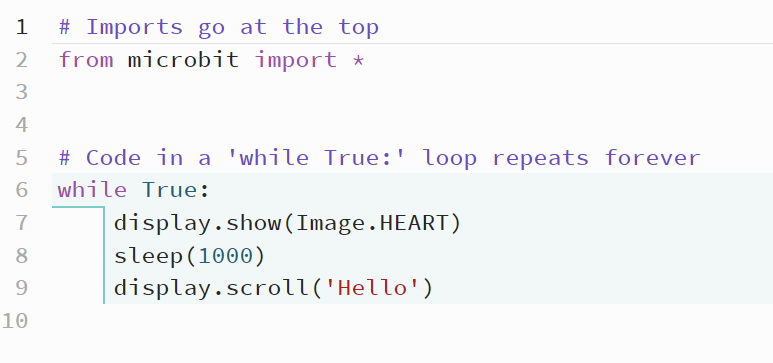 1 # Imports go at the top
2 from microbit import *
3
4
5 # Code in a 'while True:' loop repeats forever
6 while True:
7     display.show(Image.HEART)
8     sleep(1000)
9     display.scroll('Hello')
10